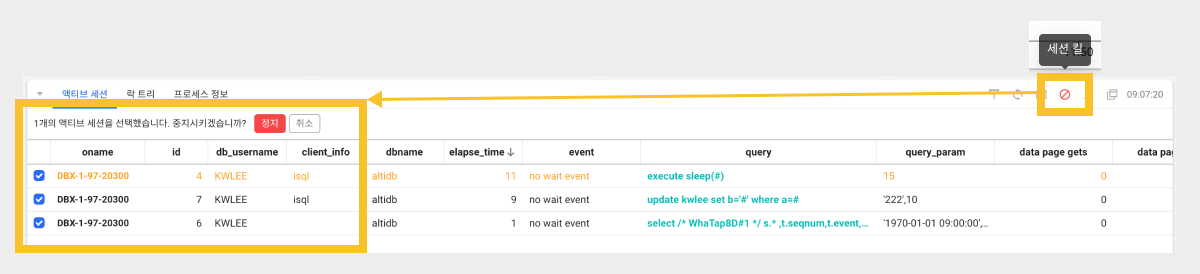 세션 킬
액티브 세션 락 트리 프로세스 정보 09:07:20
1개의 액티브 세션을 선택했습니다. 중지시키겠습니까? 정지 취소
oname id db_username client_info dbname elapse_time event query query_param data page gets data pa
DBX-1-97-20300 4 KWLEE isql altidb 11 no wait event execute sleep(#) 15 0
DBX-1-97-20300 7 KWLEE isql altidb 9 no wait event update kwlee set b='#' where a=# '222',10 0
DBX-1-97-20300 6 KWLEE altidb 1 no wait event select /* WhaTap8D#1 */ s.* ,t.seqnum,t.event,... '1970-01-01 09:00:00',... 0